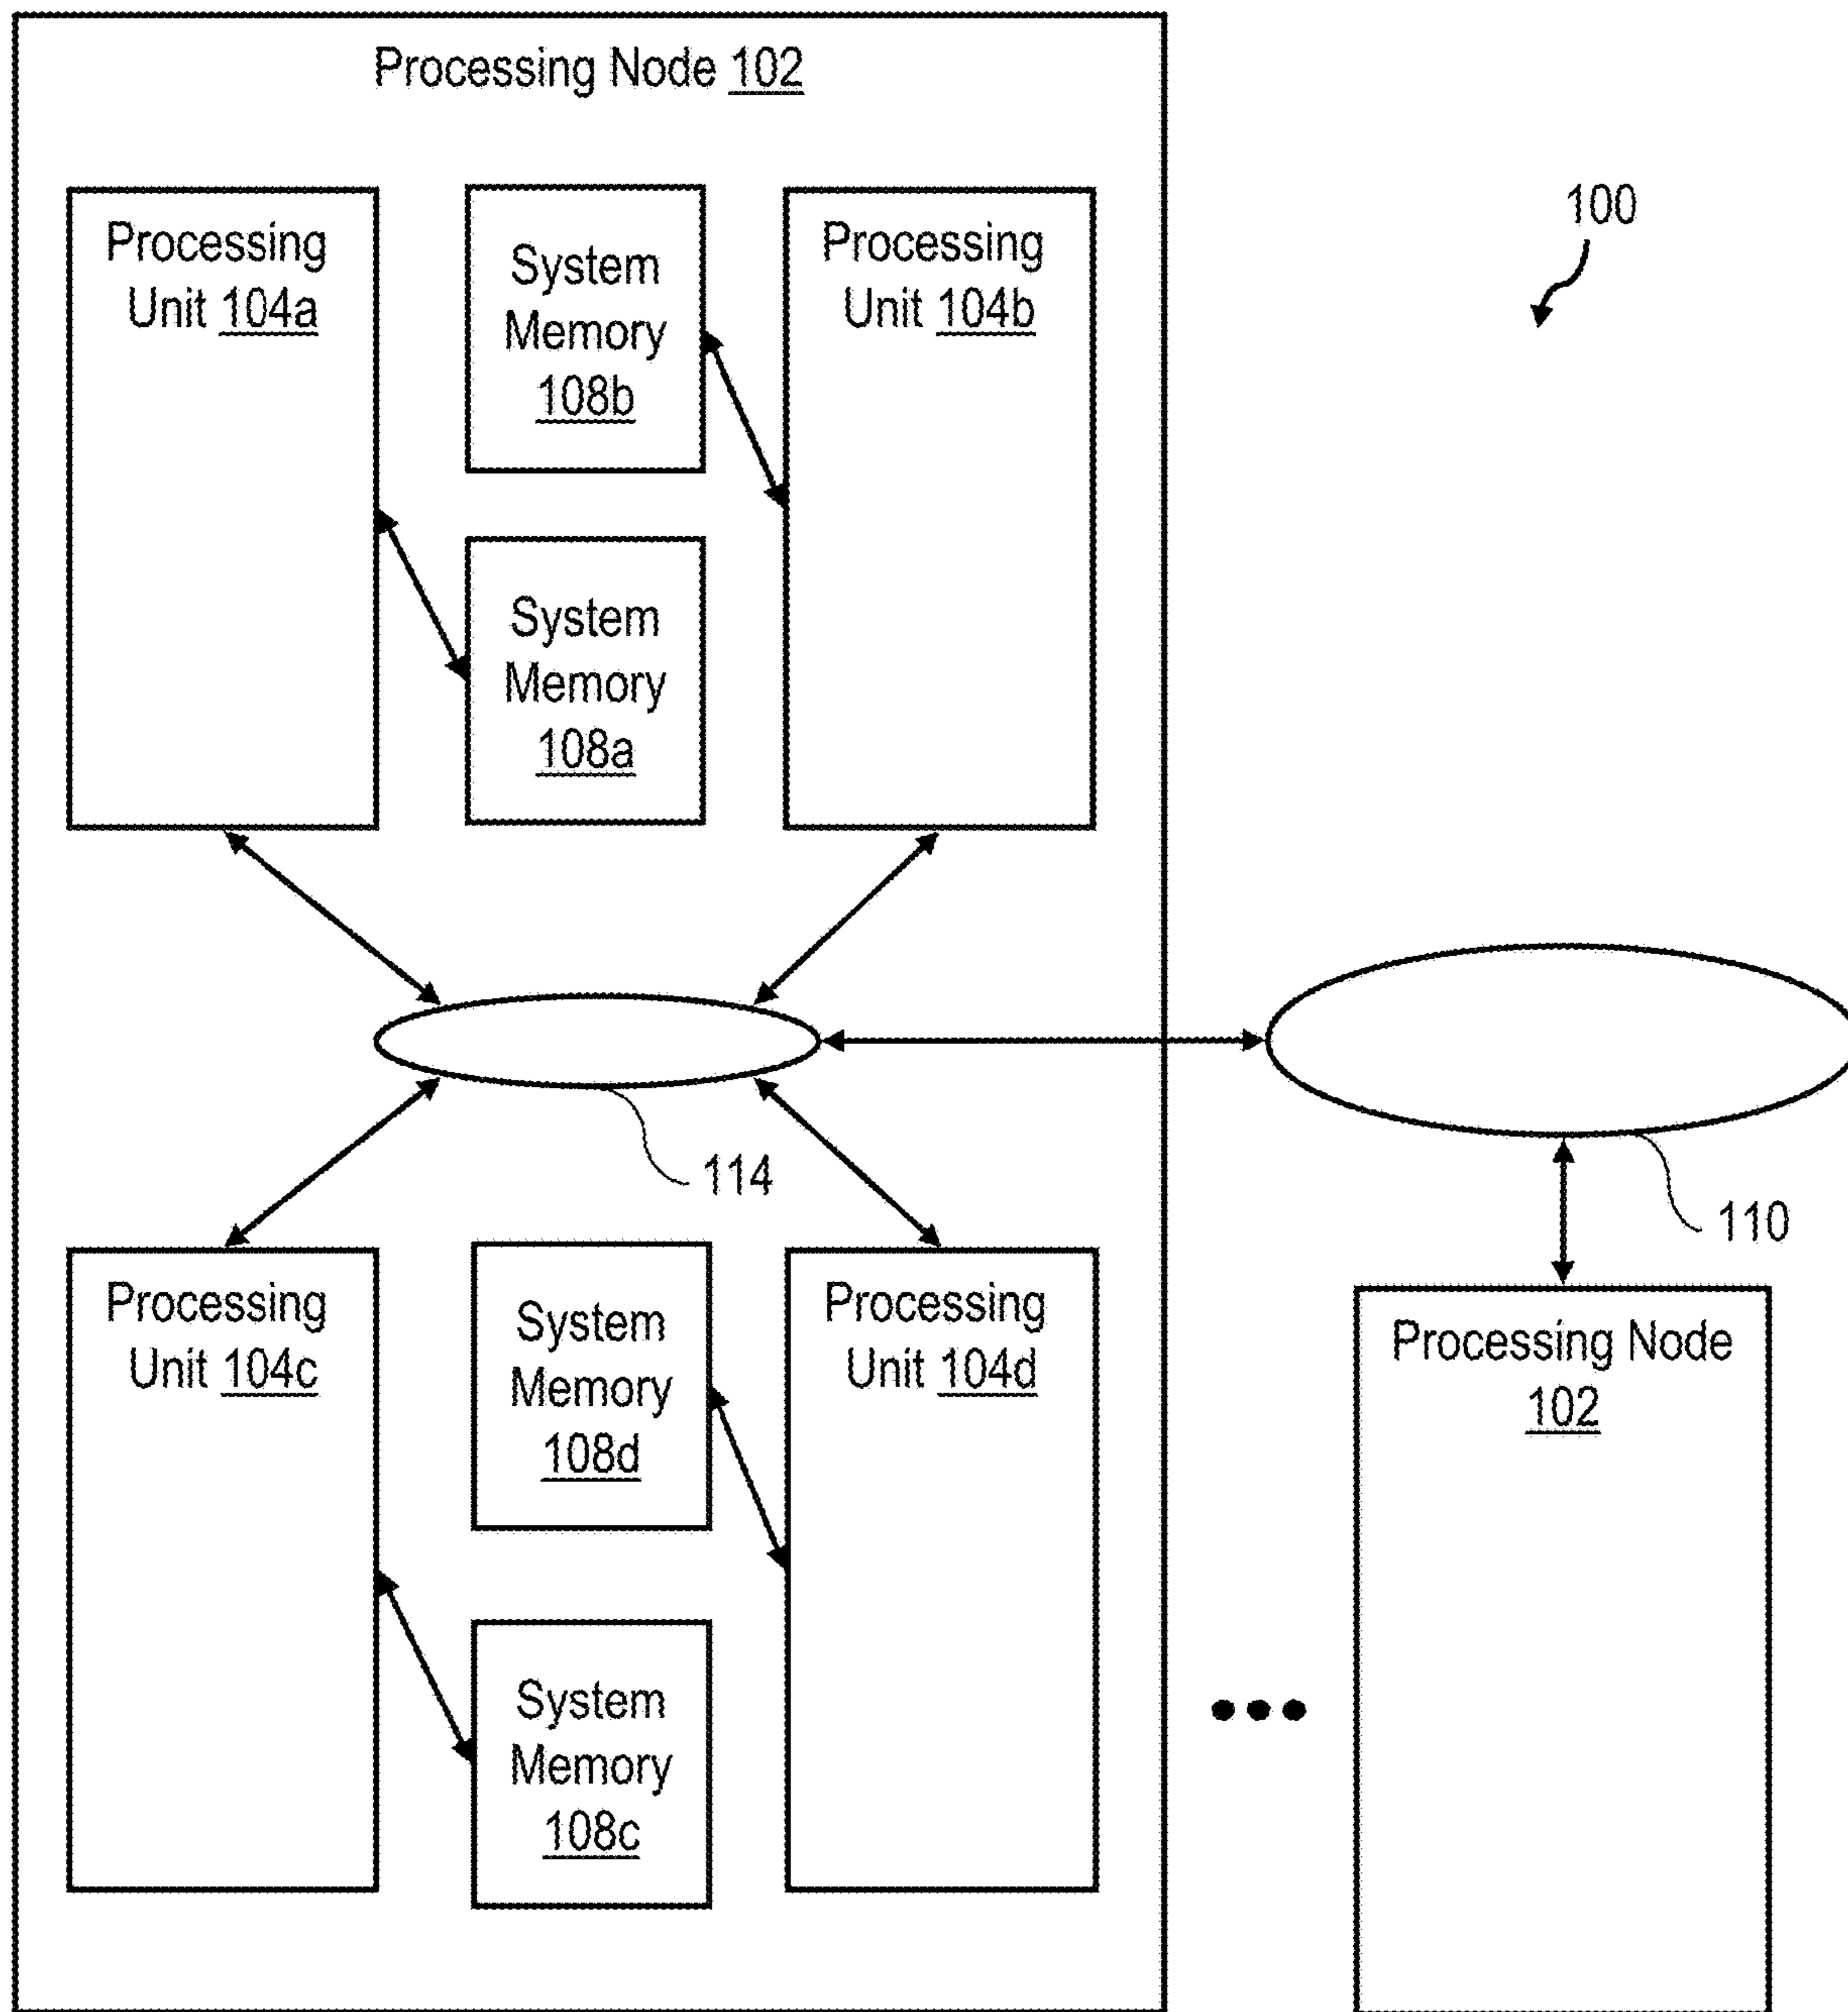 Processing Node 102
Processing
Unit 104a
System
Memory
108b
Processing
Unit 104b
100
System
Memory
108a
114
110
Processing
Unit 104c
System
Memory
108d
Processing
Unit 104d
Processing Node
102
System
Memory
108c